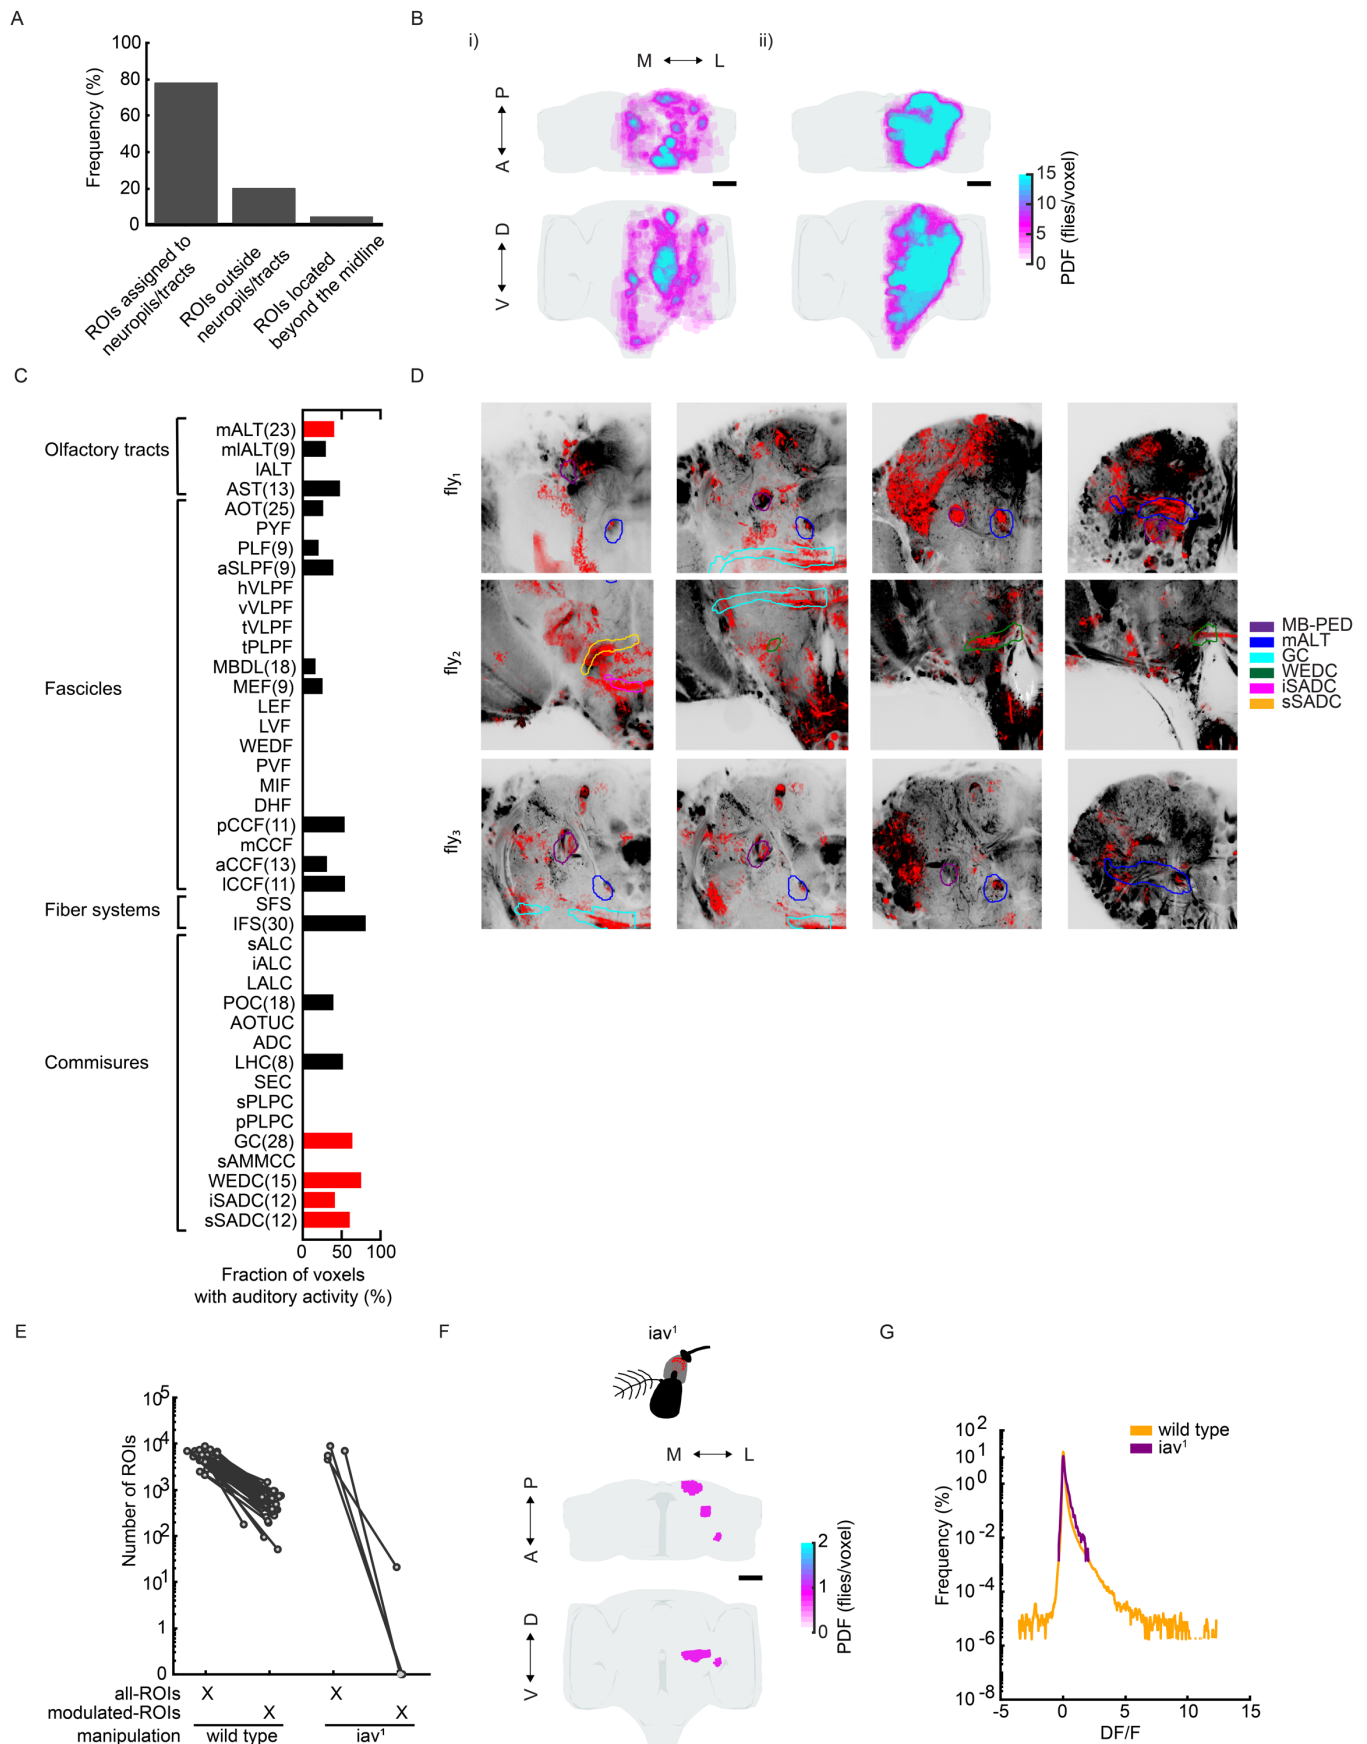 A
100
80
60
40
20
0
Frequency (%)
ROIs assigned to
neuropils/tracts
ROIs outside
neuropils/tracts
ROIs located
beyond the midline
B
i)
ii)
M L
P
A
D
V
15
10
5
0
PDF (flies/voxel)
C
Olfactory tracts
mALT(23)
mlALT(9)
lALT
AST(13)
Fascicles
AOT(25)
PYF
PLF(9)
aSLPF(9)
hVLPF
vVLPF
tVLPF
tPLPF
MBDL(18)
MEF(9)
LEF
LVF
WEDF
PVF
MIF
DHF
pCCF(11)
mCCF
aCCF(13)
lCCF(11)
Fiber systems
SFS
IFS(30)
Commisures
sALC
iALC
LALC
POC(18)
AOTUC
ADC
LHC(8)
SEC
sPLPC
pPLPC
GC(28)
sAMMCC
WEDC(15)
iSADC(12)
sSADC(12)
0 50 100
Fraction of voxels
with auditory activity (%)
D
fly1
fly2
fly3
MB-PED
mALT
GC
WEDC
iSADC
sSADC
E
10^5
10^4
10^3
10^2
10^1
1
0
Number of ROIs
all-ROIs X X
modulated-ROIs X X
manipulation wild type iav^1
F
iav^1
M L
P
A
D
V
2
1
0
PDF (flies/voxel)
G
wild type
iav^1
10^2
10^1
10^0
10^-2
10^-4
10^-6
10^-8
Frequency (%)
-5 0 5 10 15
DF/F